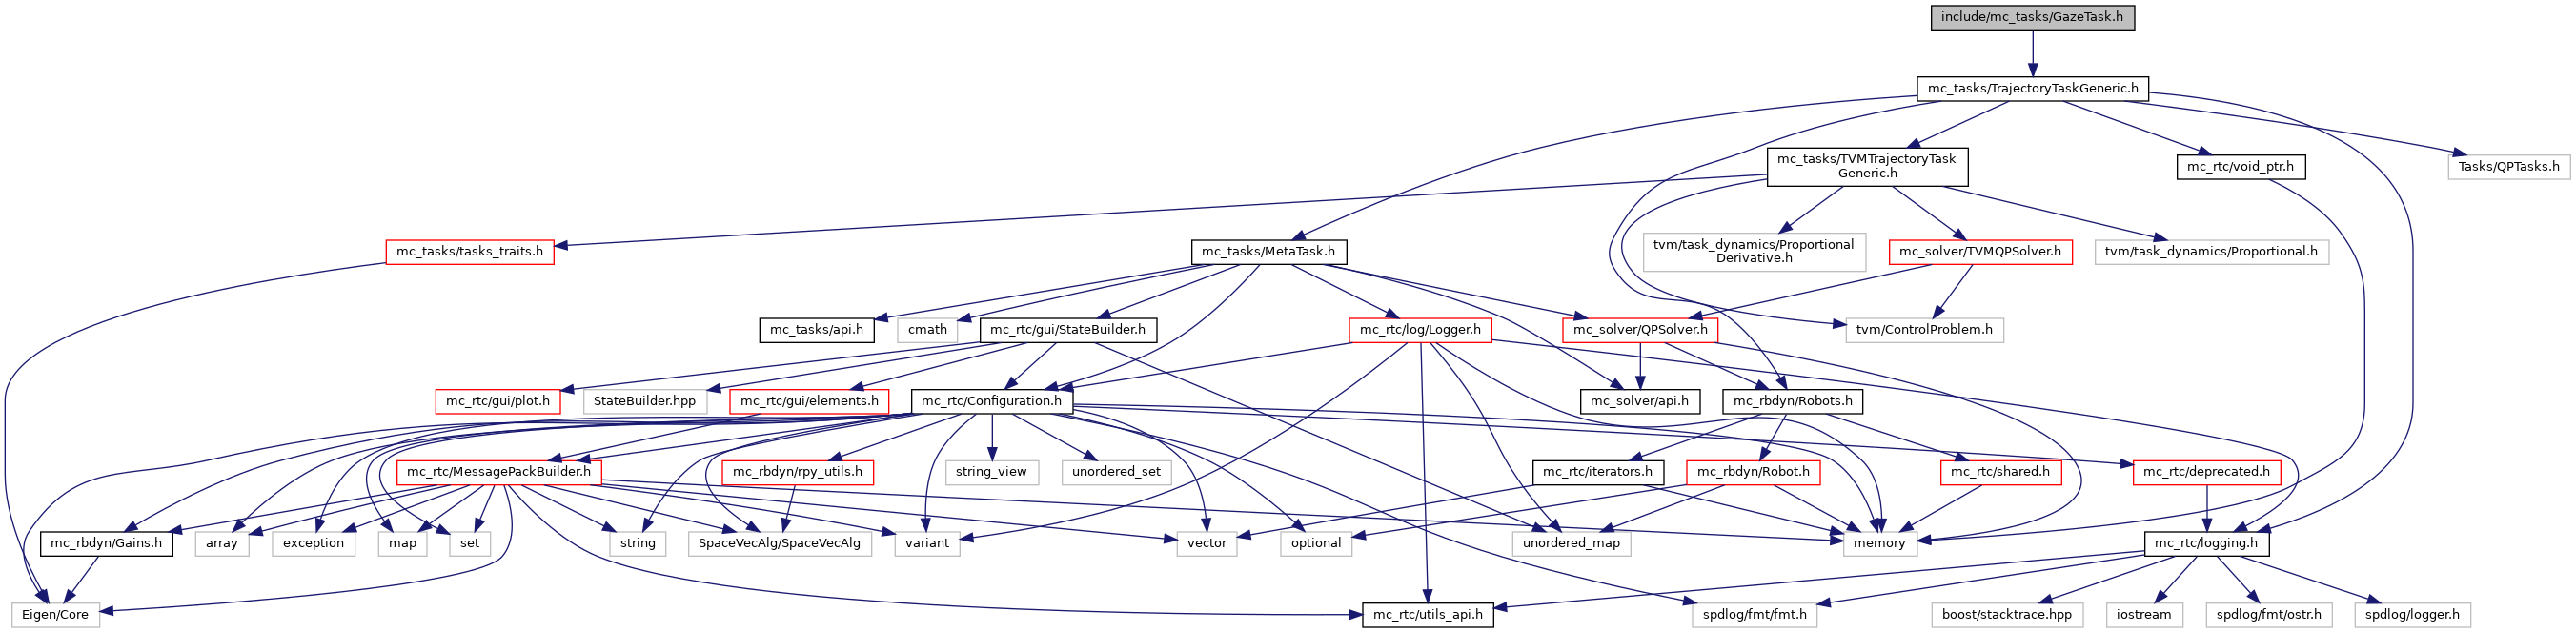 include/mc_tasks/GazeTask.h
mc_tasks/TrajectoryTaskGeneric.h
mc_tasks/TVMTrajectoryTask
Generic.h
mc_rtc/void_ptr.h
Tasks/QPTasks.h
mc_tasks/tasks_traits.h
mc_tasks/MetaTask.h
tvm/task_dynamics/Proportional
Derivative.h
mc_solver/TVMQPSolver.h
tvm/task_dynamics/Proportional.h
mc_tasks/api.h
cmath
mc_rtc/gui/StateBuilder.h
mc_rtc/log/Logger.h
mc_solver/QPSolver.h
tvm/ControlProblem.h
mc_rtc/gui/plot.h
StateBuilder.hpp
mc_rtc/gui/elements.h
mc_rtc/Configuration.h
mc_solver/api.h
mc_rbdyn/Robots.h
mc_rtc/MessagePackBuilder.h
mc_rbdyn/rpy_utils.h
string_view
unordered_set
mc_rtc/iterators.h
mc_rbdyn/Robot.h
mc_rtc/shared.h
mc_rtc/deprecated.h
mc_rbdyn/Gains.h
array
exception
map
set
string
SpaceVecAlg/SpaceVecAlg
variant
vector
optional
unordered_map
memory
mc_rtc/logging.h
Eigen/Core
mc_rtc/utils_api.h
spdlog/fmt/fmt.h
boost/stacktrace.hpp
iostream
spdlog/fmt/ostr.h
spdlog/logger.h